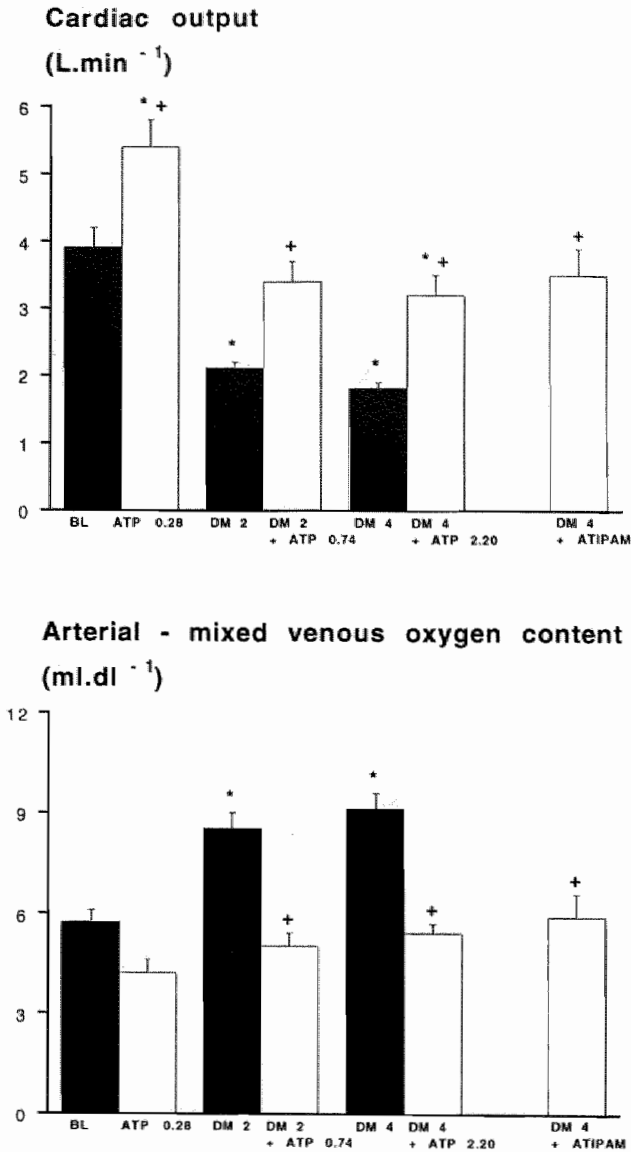 Cardiac output
(L.min - 1)
6
5
4
3
2
1
0
* +
*
+
*
* +
+
BL ATP 0.28 DM 2 DM 2 DM 4 DM 4 DM 4
+ ATP 0.74 + ATP 2.20 + ATIPAM
Arterial - mixed venous oxygen content
(ml.dl - 1)
12
9
6
3
0
*
+
*
+
+
BL ATP 0.28 DM 2 DM 2 DM 4 DM 4 DM 4
+ ATP 0.74 + ATP 2.20 + ATIPAM